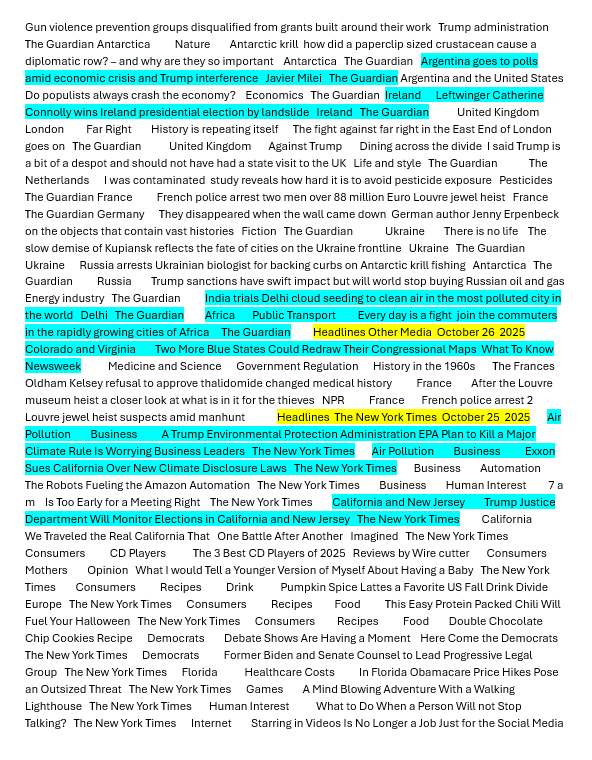 Gun violence prevention groups disqualified from grants built around their work Trump administration
The Guardian Antarctica Nature Antarctic krill how did a paperclip sized crustacean cause a
diplomatic row? – and why are they so important Antarctica The Guardian Argentina goes to polls
amid economic crisis and Trump interference Javier Milei The Guardian Argentina and the United States
Do populists always crash the economy? Economics The Guardian Ireland Leftwinger Catherine
Connolly wins Ireland presidential election by landslide Ireland The Guardian United Kingdom
London Far Right History is repeating itself The fight against far right in the East End of London
goes on The Guardian United Kingdom Against Trump Dining across the divide I said Trump is
a bit of a despot and should not have had a state visit to the UK Life and style The Guardian The
Netherlands I was contaminated study reveals how hard it is to avoid pesticide exposure Pesticides
The Guardian France French police arrest two men over 88 million Euro Louvre jewel heist France
The Guardian Germany They disappeared when the wall came down German author Jenny Erpenbeck
on the objects that contain vast histories Fiction The Guardian Ukraine There is no life The
slow demise of Kupiansk reflects the fate of cities on the Ukraine frontline Ukraine The Guardian
Ukraine Russia arrests Ukrainian biologist for backing curbs on Antarctic krill fishing Antarctica The
Guardian Russia Trump sanctions have swift impact but will world stop buying Russian oil and gas
Energy industry The Guardian India trials Delhi cloud seeding to clean air in the most polluted city in
the world Delhi The Guardian Africa Public Transport Every day is a fight join the commuters
in the rapidly growing cities of Africa The Guardian Headlines Other Media October 26 2025
Colorado and Virginia Two More Blue States Could Redraw Their Congressional Maps What To Know
Newsweek Medicine and Science Government Regulation History in the 1960s The Frances
Oldham Kelsey refusal to approve thalidomide changed medical history France After the Louvre
museum heist a closer look at what is in it for the thieves NPR France French police arrest 2
Louvre jewel heist suspects amid manhunt Headlines The New York Times October 25 2025 Air
Pollution Business A Trump Environmental Protection Administration EPA Plan to Kill a Major
Climate Rule Is Worrying Business Leaders The New York Times Air Pollution Business Exxon
Sues California Over New Climate Disclosure Laws The New York Times Business Automation
The Robots Fueling the Amazon Automation The New York Times Business Human Interest 7 a
m Is Too Early for a Meeting Right The New York Times California and New Jersey Trump Justice
Department Will Monitor Elections in California and New Jersey The New York Times California
We Traveled the Real California That One Battle After Another Imagined The New York Times
Consumers CD Players The 3 Best CD Players of 2025 Reviews by Wire cutter Consumers
Mothers Opinion What I would Tell a Younger Version of Myself About Having a Baby The New York
Times Consumers Recipes Drink Pumpkin Spice Lattes a Favorite US Fall Drink Divide
Europe The New York Times Consumers Recipes Food This Easy Protein Packed Chili Will
Fuel Your Halloween The New York Times Consumers Recipes Food Double Chocolate
Chip Cookies Recipe Democrats Debate Shows Are Having a Moment Here Come the Democrats
The New York Times Democrats Former Biden and Senate Counsel to Lead Progressive Legal
Group The New York Times Florida Healthcare Costs In Florida Obamacare Price Hikes Pose
an Outsized Threat The New York Times Games A Mind Blowing Adventure With a Walking
Lighthouse The New York Times Human Interest What to Do When a Person Will not Stop
Talking? The New York Times Internet Starring in Videos Is No Longer a Job Just for the Social Media